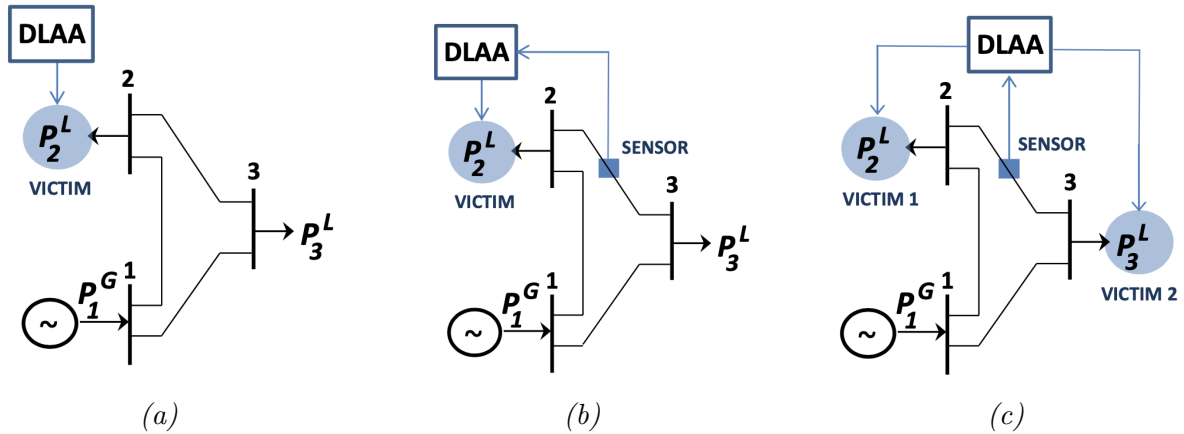 DLAA
2
P₂ᴸ
VICTIM
3
P₃ᴸ
1
P₁ᴳ
~
(a)
DLAA
2
SENSOR
P₂ᴸ
VICTIM
3
P₃ᴸ
1
P₁ᴳ
~
(b)
DLAA
2
SENSOR
P₂ᴸ
VICTIM 1
3
P₃ᴸ
VICTIM 2
1
P₁ᴳ
~
(c)